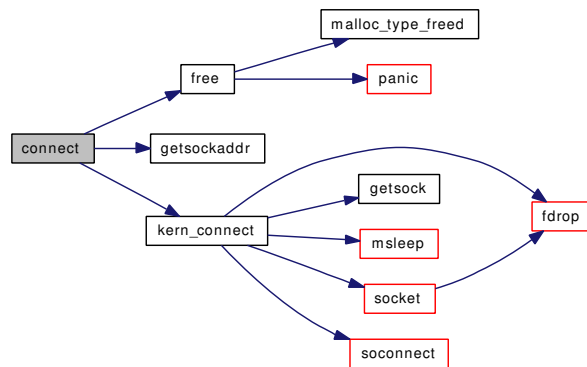 malloc_type_freed
free
panic
connect
getsockaddr
getsock
fdrop
kern_connect
msleep
socket
soconnect